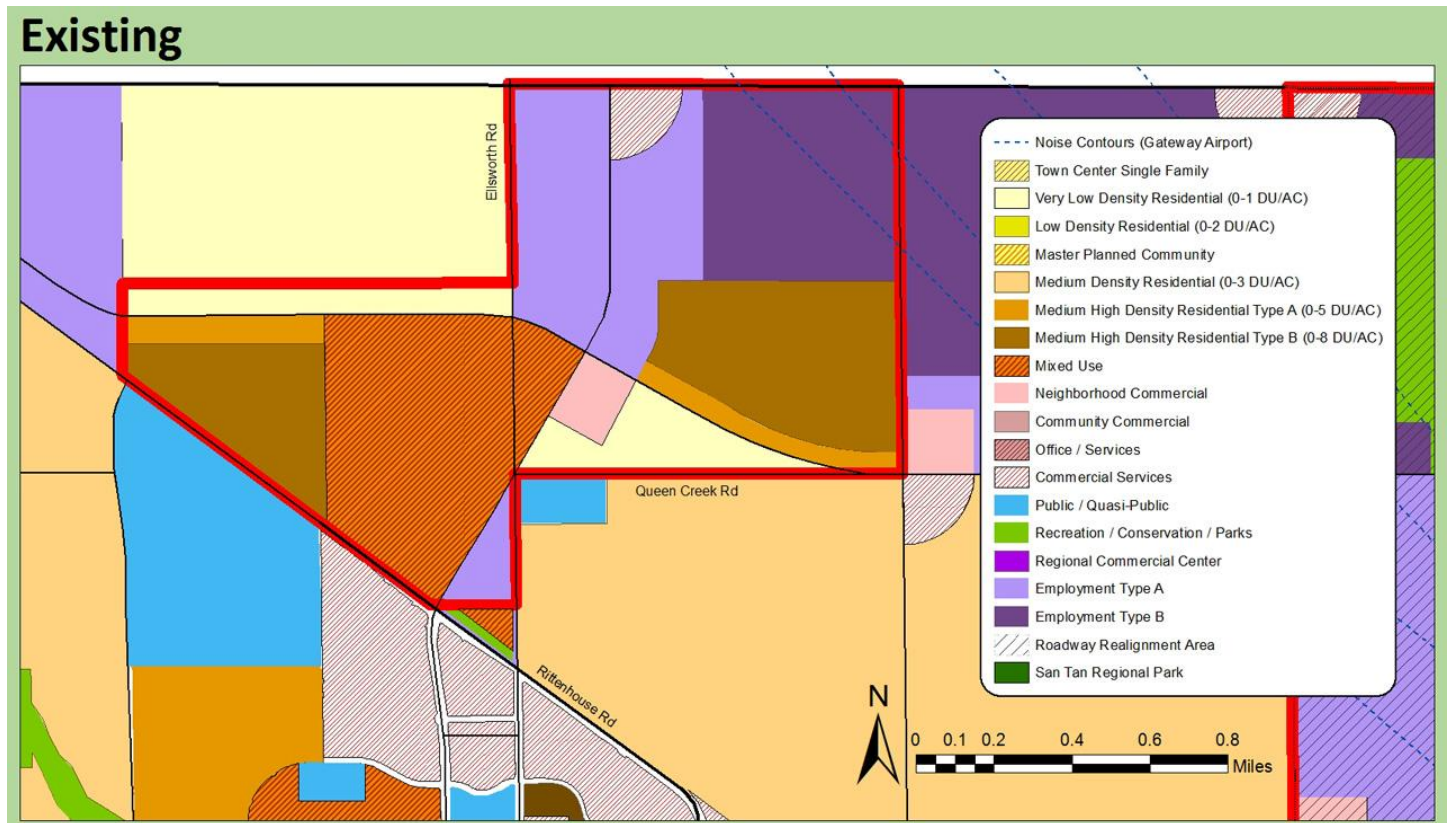 Existing
Ellsworth Rd
Noise Contours (Gateway Airport)
Town Center Single Family
Very Low Density Residential (0-1 DU/AC)
Low Density Residential (0-2 DU/AC)
Master Planned Community
Medium Density Residential (0-3 DU/AC)
Medium High Density Residential Type A (0-5 DU/AC)
Medium High Density Residential Type B (0-8 DU/AC)
Mixed Use
Neighborhood Commercial
Community Commercial
Office / Services
Commercial Services
Public / Quasi-Public
Recreation / Conservation / Parks
Regional Commercial Center
Employment Type A
Employment Type B
Roadway Realignment Area
San Tan Regional Park
Queen Creek Rd
Rittenhouse Rd
N
0 0.1 0.2 0.4 0.6 0.8
Miles